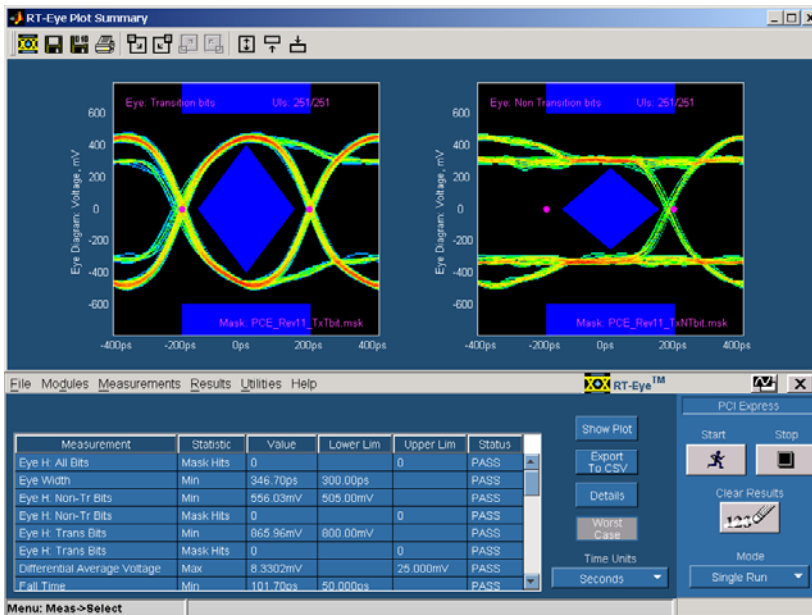 RT-Eye Plot Summary
Eye: Transition bits UIs: 251/251
600
400
200
0
-200
-400
-600
Eye Diagram: Voltage, mV
Mask: PCE_Rev11_TxTbit.msk
-400ps -200ps 0ps 200ps 400ps
Eye: Non Transition bits UIs: 251/251
600
400
200
0
-200
-400
-600
Eye Diagram: Voltage, mV
Mask: PCE_Rev11_TxNTbit.msk
-400ps -200ps 0ps 200ps 400ps
File Modules Measurements Results Utilities Help
RT-Eye™
Measurement Statistic Value Lower Lim Upper Lim Status
Eye H: All Bits Mask Hits 0 0 PASS
Eye Width Min 346.70ps 300.00ps PASS
Eye H: Non-Tr Bits Min 556.03mV 505.00mV PASS
Eye H: Non-Tr Bits Mask Hits 0 0 PASS
Eye H: Trans Bits Min 865.96mV 800.00mV PASS
Eye H: Trans Bits Mask Hits 0 0 PASS
Differential Average Voltage Max 8.3302mV 25.000mV PASS
Fall Time Min 101.70ps 50.000ps PASS
Show Plot
Export To CSV
Details
Worst Case
Time Units
Seconds
PCI Express
Start Stop
Clear Results
123
Mode
Single Run
Menu: Meas->Select